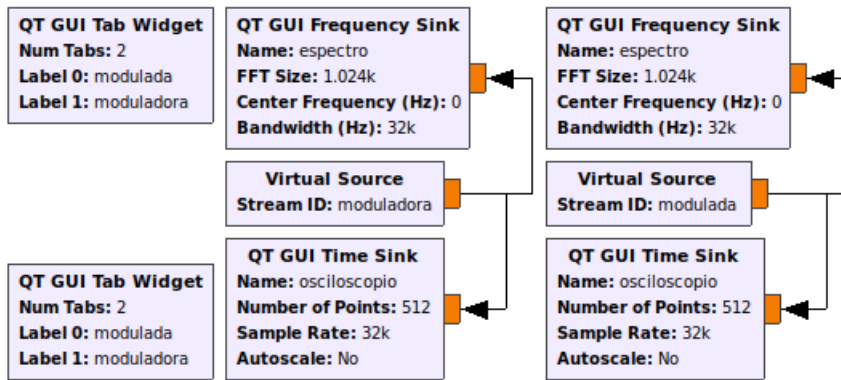 QT GUI Tab Widget
Num Tabs: 2
Label 0: modulada
Label 1: moduladora
QT GUI Frequency Sink
Name: espectro
FFT Size: 1.024k
Center Frequency (Hz): 0
Bandwidth (Hz): 32k
QT GUI Frequency Sink
Name: espectro
FFT Size: 1.024k
Center Frequency (Hz): 0
Bandwidth (Hz): 32k
Virtual Source
Stream ID: moduladora
Virtual Source
Stream ID: modulada
QT GUI Tab Widget
Num Tabs: 2
Label 0: modulada
Label 1: moduladora
QT GUI Time Sink
Name: osciloscopio
Number of Points: 512
Sample Rate: 32k
Autoscale: No
QT GUI Time Sink
Name: osciloscopio
Number of Points: 512
Sample Rate: 32k
Autoscale: No